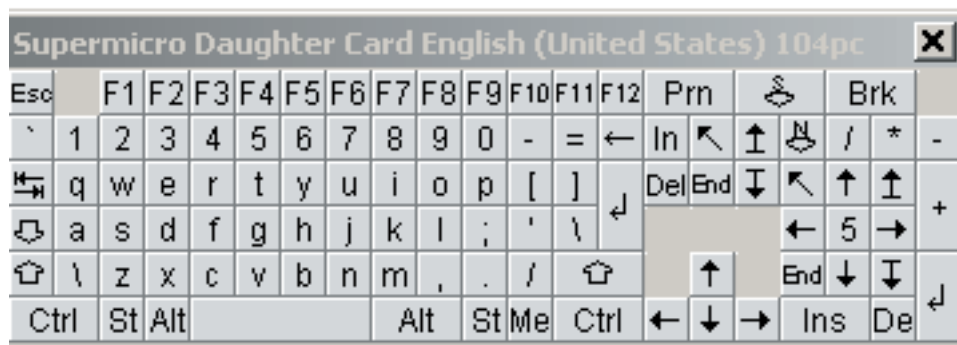 Supermicro Daughter Card English (United States) 104pc
Esc F1 F2 F3 F4 F5 F6 F7 F8 F9 F10 F11 F12 Prn Brk
` 1 2 3 4 5 6 7 8 9 0 - = ← In ↖ ↥ / * -
q w e r t y u i o p [ ] ↵ Del End ↧ ↖ ↑ ↥ +
a s d f g h j k l ; ' \ ← 5 →
\ z x c v b n m , . / ↑ End ↓ ↧ ↵
Ctrl St Alt Alt St Me Ctrl ← ↓ → Ins De